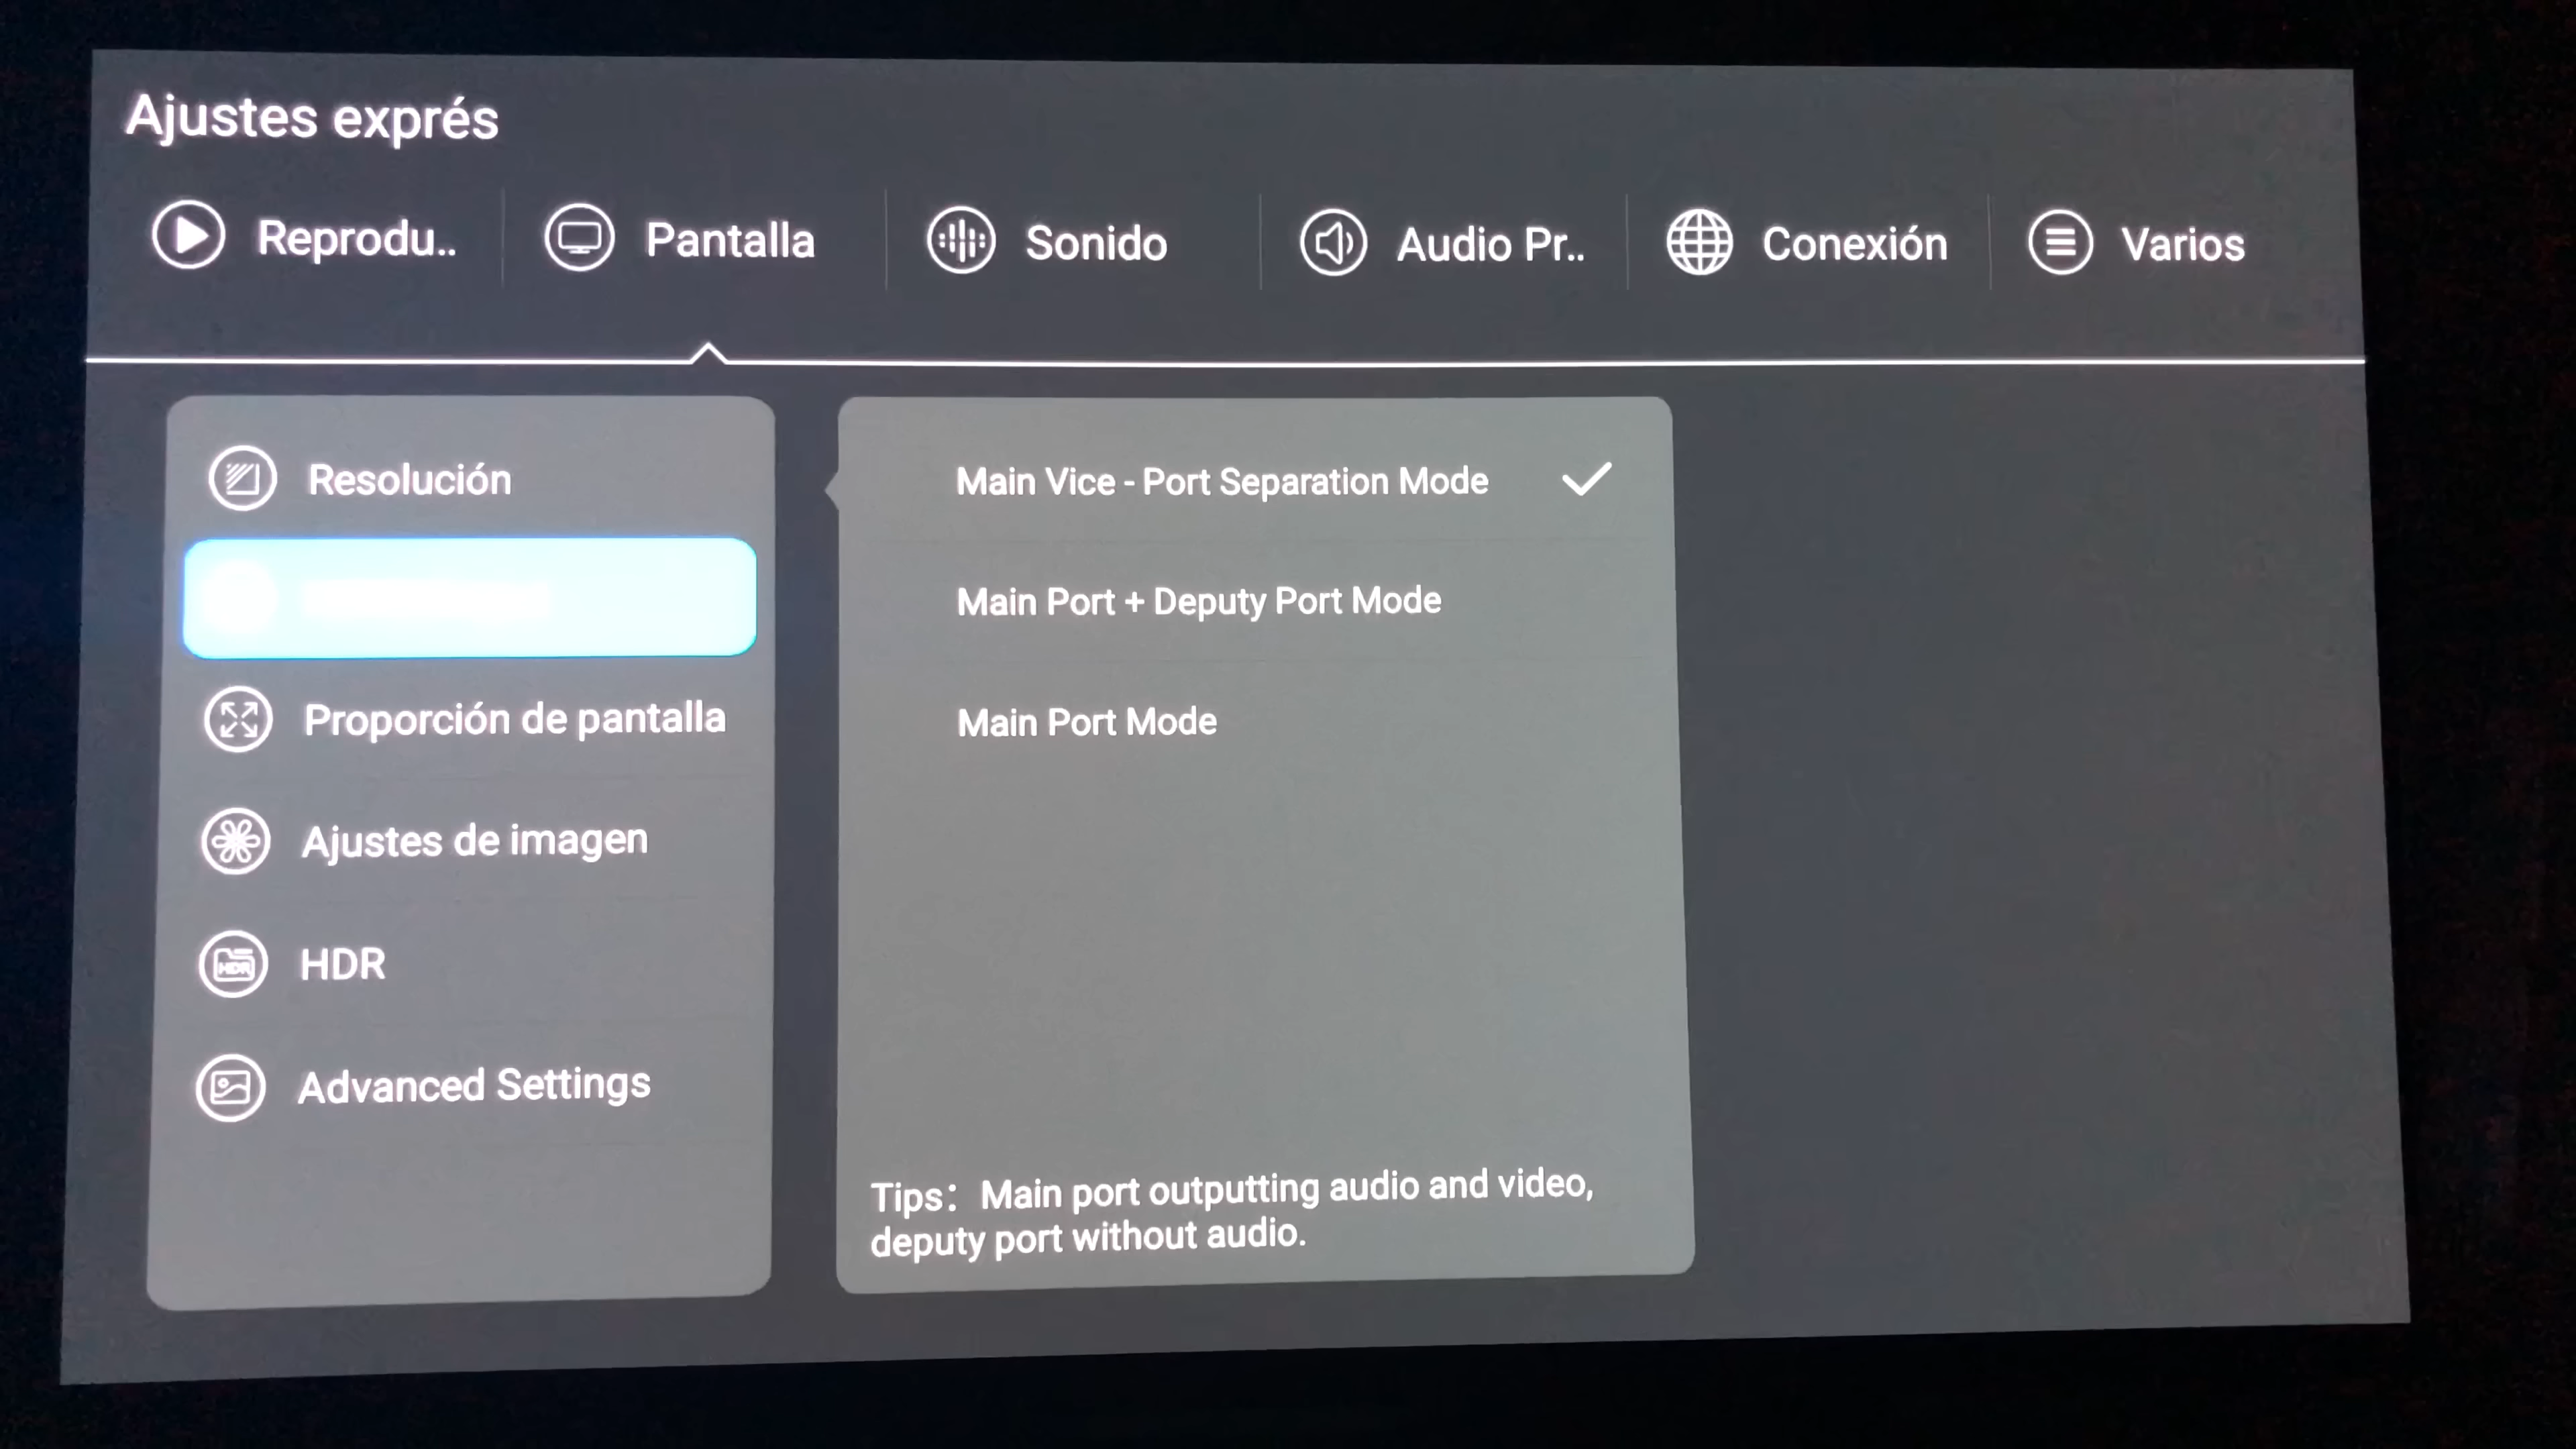 Ajustes exprés
Reprodu..
Pantalla
Sonido
Audio Pr..
Conexión
Varios
Resolución
Proporción de pantalla
Ajustes de imagen
HDR
HDR
Advanced Settings
Main Vice - Port Separation Mode
Main Port + Deputy Port Mode
Main Port Mode
Tips： Main port outputting audio and video,
deputy port without audio.